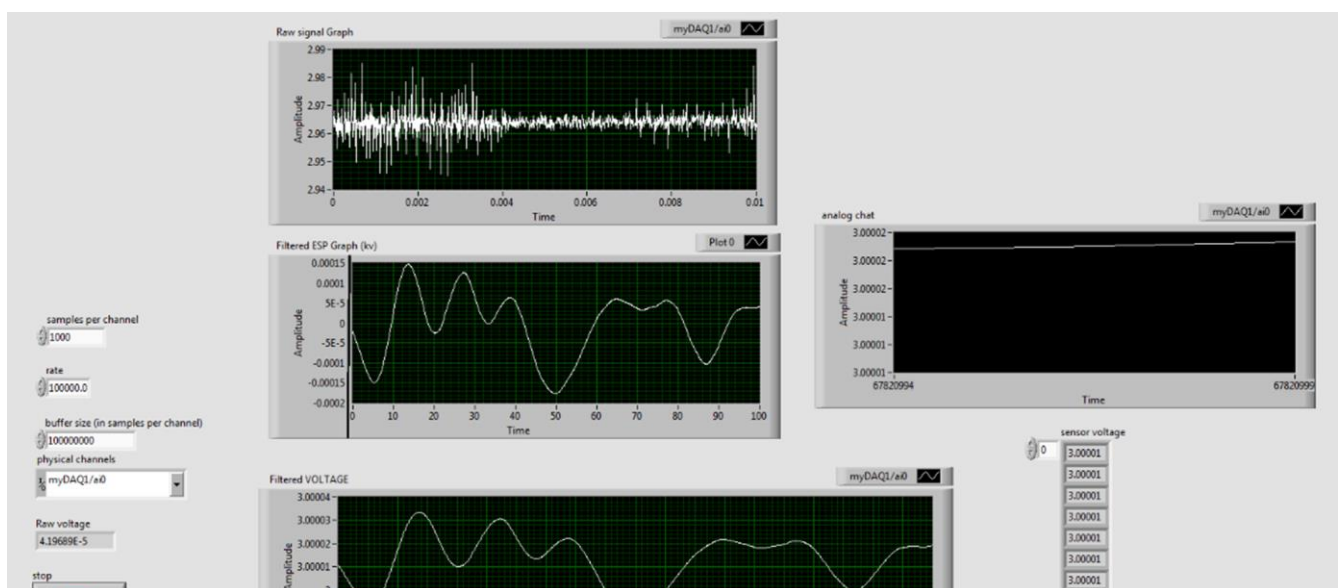 Raw signal Graph
myDAQ1/ai0
2.99
2.98
2.97
2.96
2.95
2.94
Amplitude
0 0.002 0.004 0.006 0.008 0.01
Time
Filtered ESP Graph (kv)
Plot 0
0.00015
0.0001
5E-5
0
-5E-5
-0.0001
-0.00015
-0.0002
Amplitude
0 10 20 30 40 50 60 70 80 90 100
Time
analog chat
myDAQ1/ai0
3.00002
3.00002
3.00002
3.00001
3.00001
3.00001
Amplitude
67820994 67820999
Time
samples per channel
1000
rate
100000.0
buffer size (in samples per channel)
100000000
physical channels
myDAQ1/ai0
Raw voltage
4.19689E-5
stop
Filtered VOLTAGE
myDAQ1/ai0
3.00004
3.00003
3.00002
3.00001
Amplitude
sensor voltage
0
3.00001
3.00001
3.00001
3.00001
3.00001
3.00001
3.00001